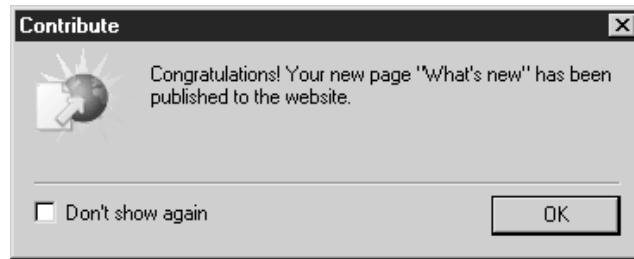 Contribute
Congratulations! Your new page "What's new" has been
published to the website.
Don't show again
OK